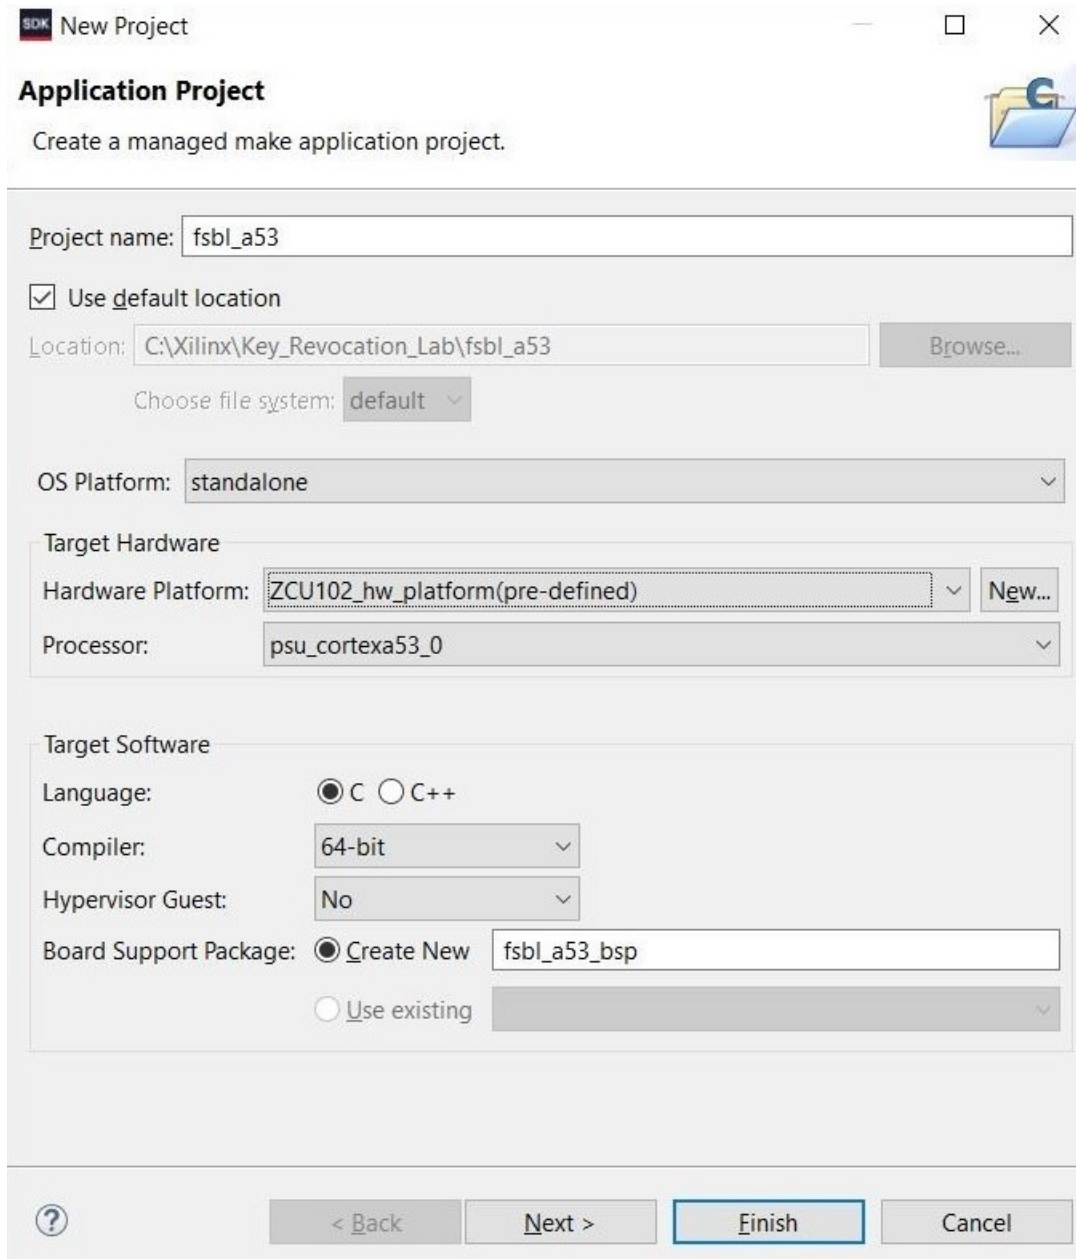 SDK New Project
Application Project
Create a managed make application project.
Project name: fsbl_a53
Use default location
Location: C:\Xilinx\Key_Revocation_Lab\fsbl_a53 Browse...
Choose file system: default
OS Platform: standalone
Target Hardware
Hardware Platform: ZCU102_hw_platform(pre-defined) New...
Processor: psu_cortexa53_0
Target Software
Language: C C++
Compiler: 64-bit
Hypervisor Guest: No
Board Support Package: Create New fsbl_a53_bsp
Use existing
? < Back Next > Finish Cancel